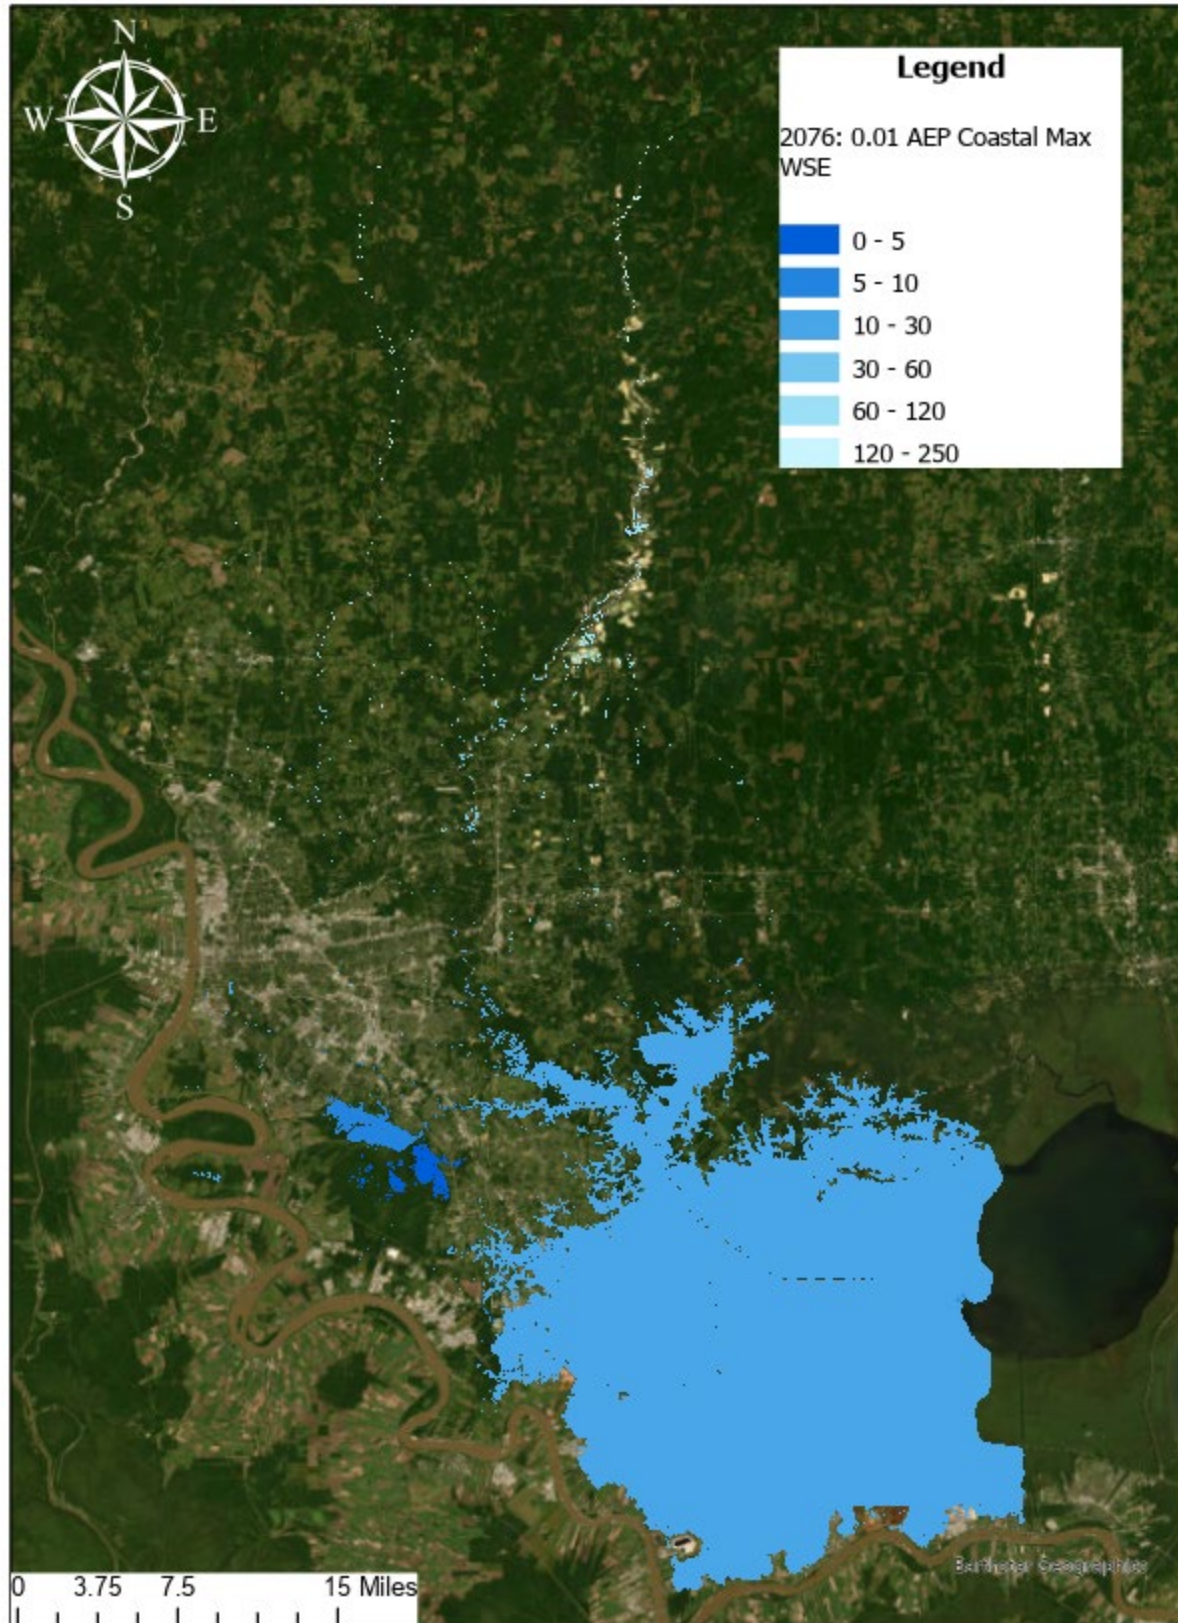 N
W E
S
Legend
2076: 0.01 AEP Coastal Max
WSE
0 - 5
5 - 10
10 - 30
30 - 60
60 - 120
120 - 250
Earthstar Geographics
0 3.75 7.5 15 Miles